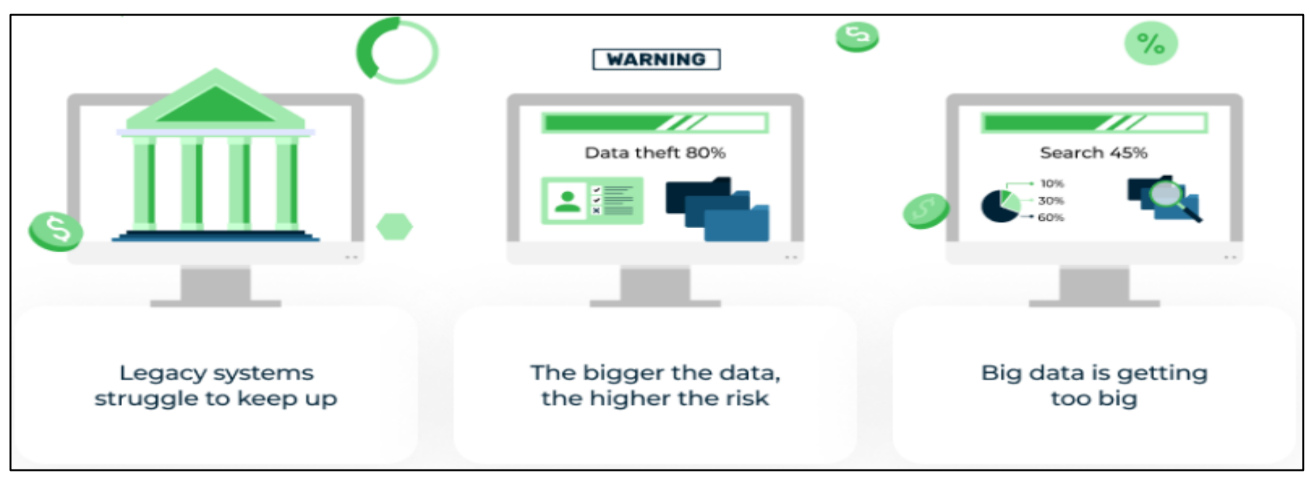 WARNING
%
$
$
$
Data theft 80%
Search 45%
10%
30%
60%
Legacy systems
struggle to keep up
The bigger the data,
the higher the risk
Big data is getting
too big